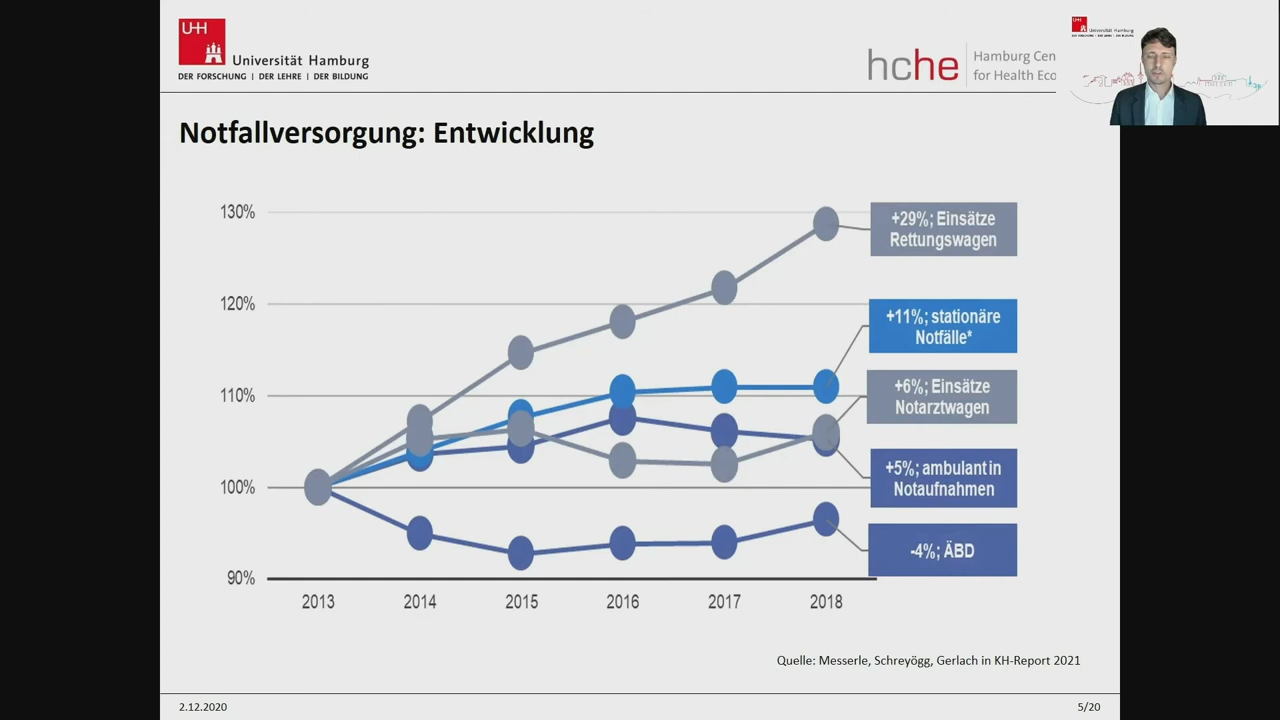 UHH
Universität Hamburg
DER FORSCHUNG | DER LEHRE | DER BILDUNG
hche
Hamburg Cen
for Health Eco
Notfallversorgung: Entwicklung
130%
120%
110%
100%
90%
2013 2014 2015 2016 2017 2018
+29%; Einsätze
Rettungswagen
+11%; stationäre
Notfälle*
+6%; Einsätze
Notarztwagen
+5%; ambulant in
Notaufnahmen
-4%; ÄBD
Quelle: Messerle, Schreyögg, Gerlach in KH-Report 2021
2.12.2020
5/20